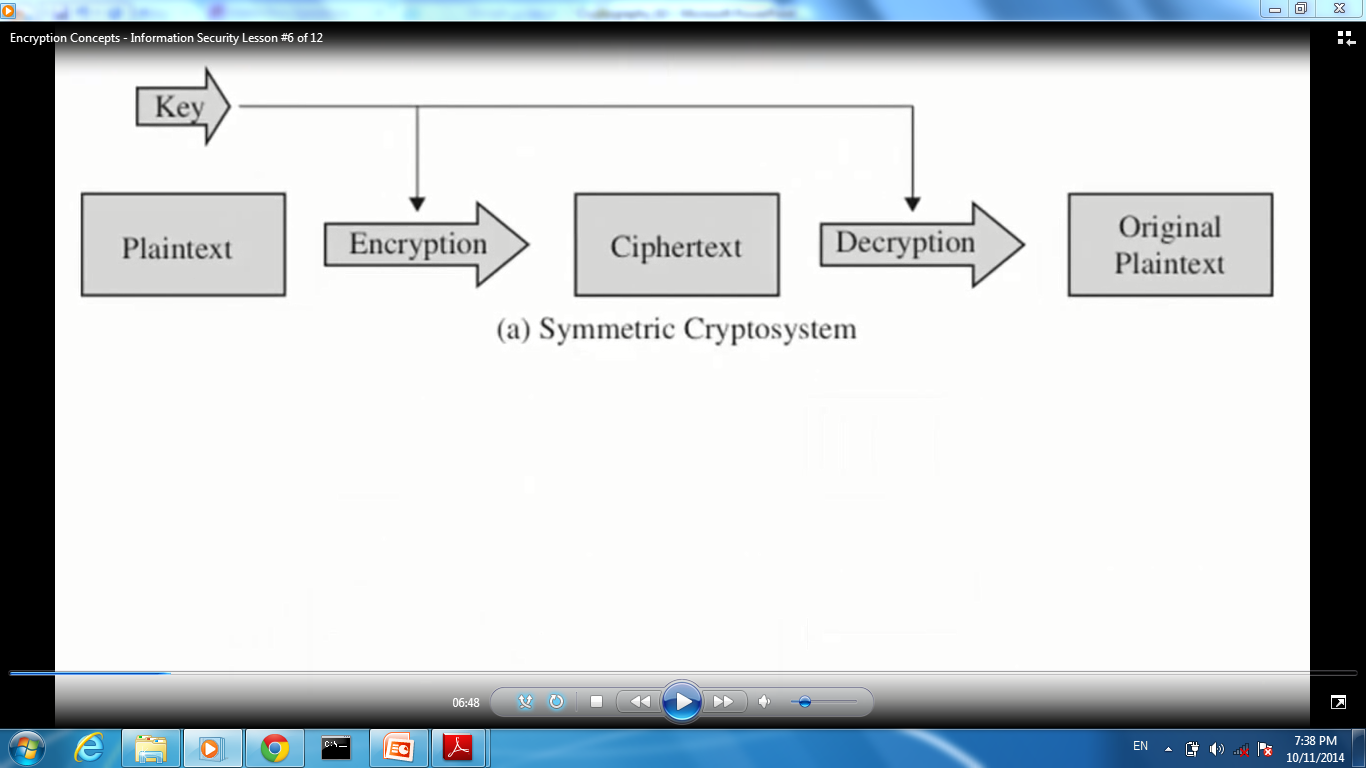 Encryption Concepts - Information Security Lesson #6 of 12
Key
Plaintext
Encryption
Ciphertext
Decryption
Original
Plaintext
(a) Symmetric Cryptosystem
06:48
C:\_
EN
7:38 PM
10/11/2014